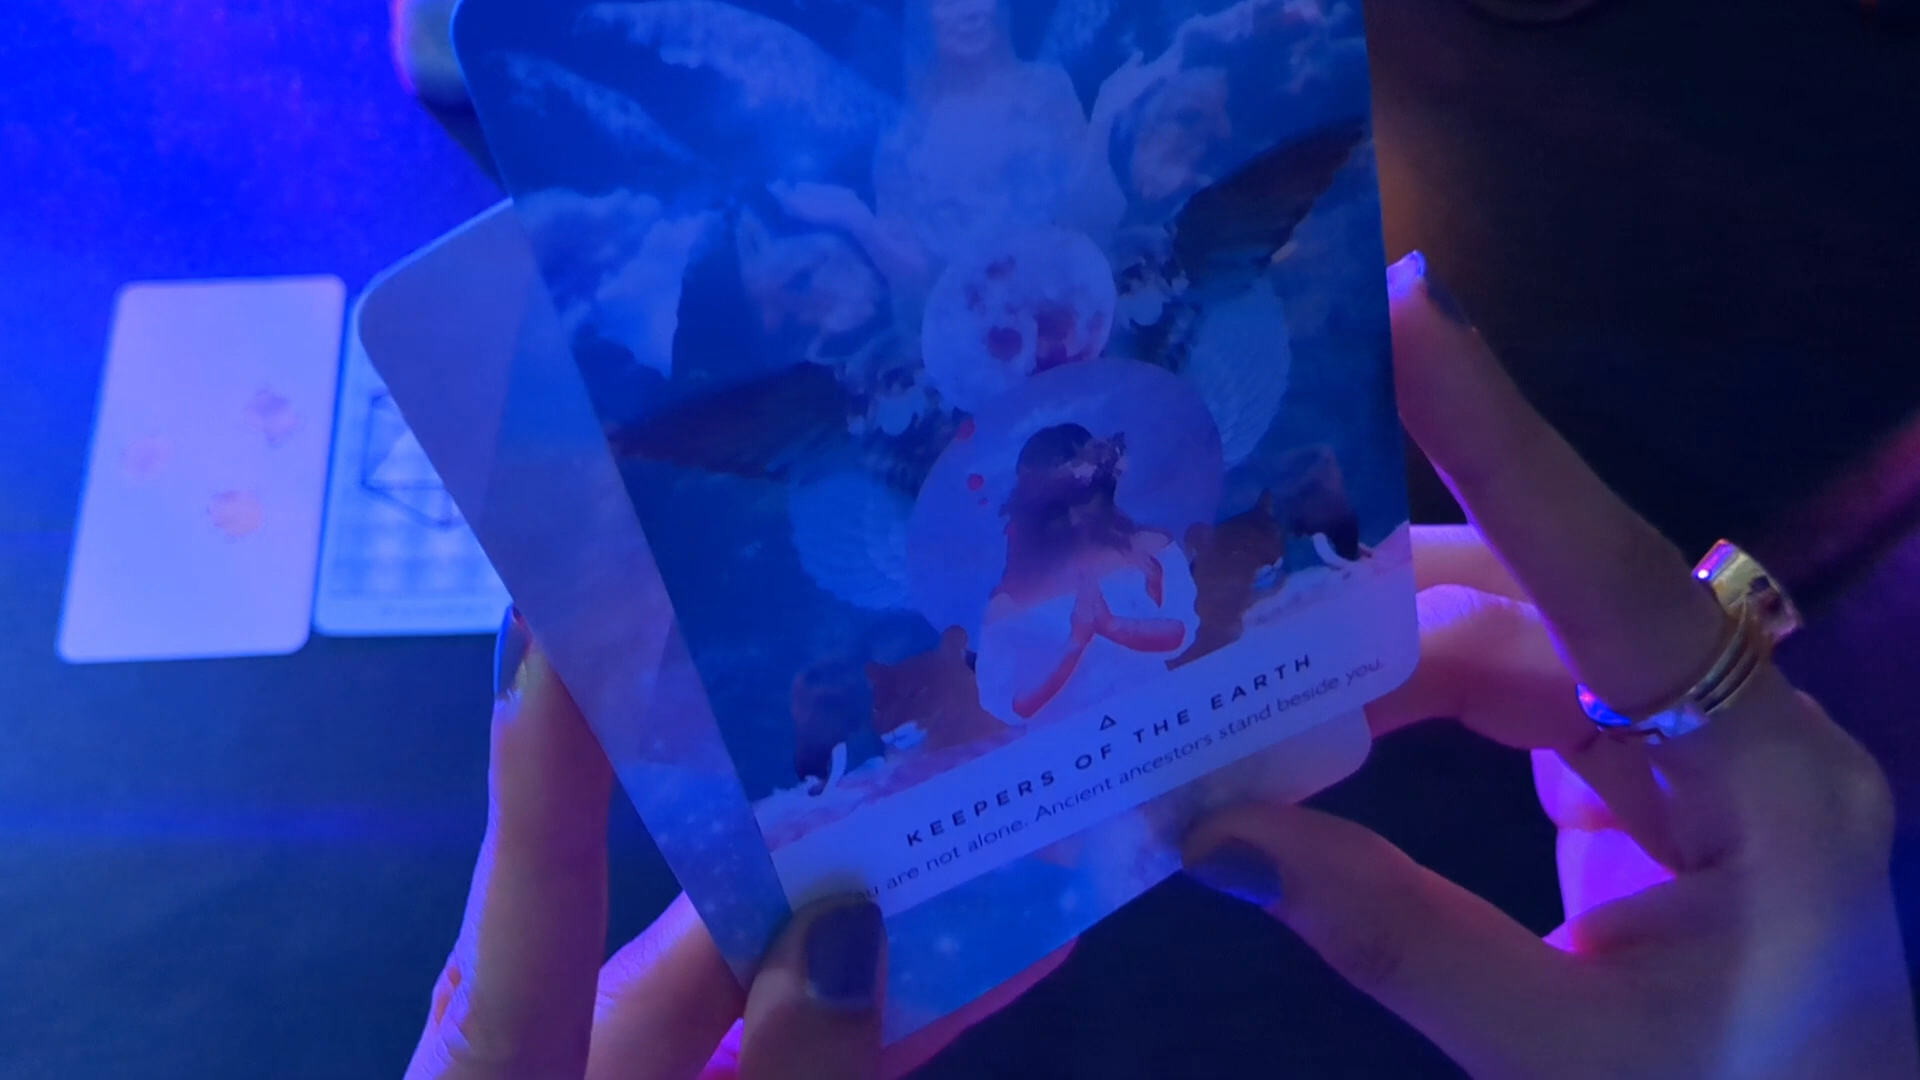 KEEPERS OF THE EARTH
are not alone. Ancient ancestors stand beside you.